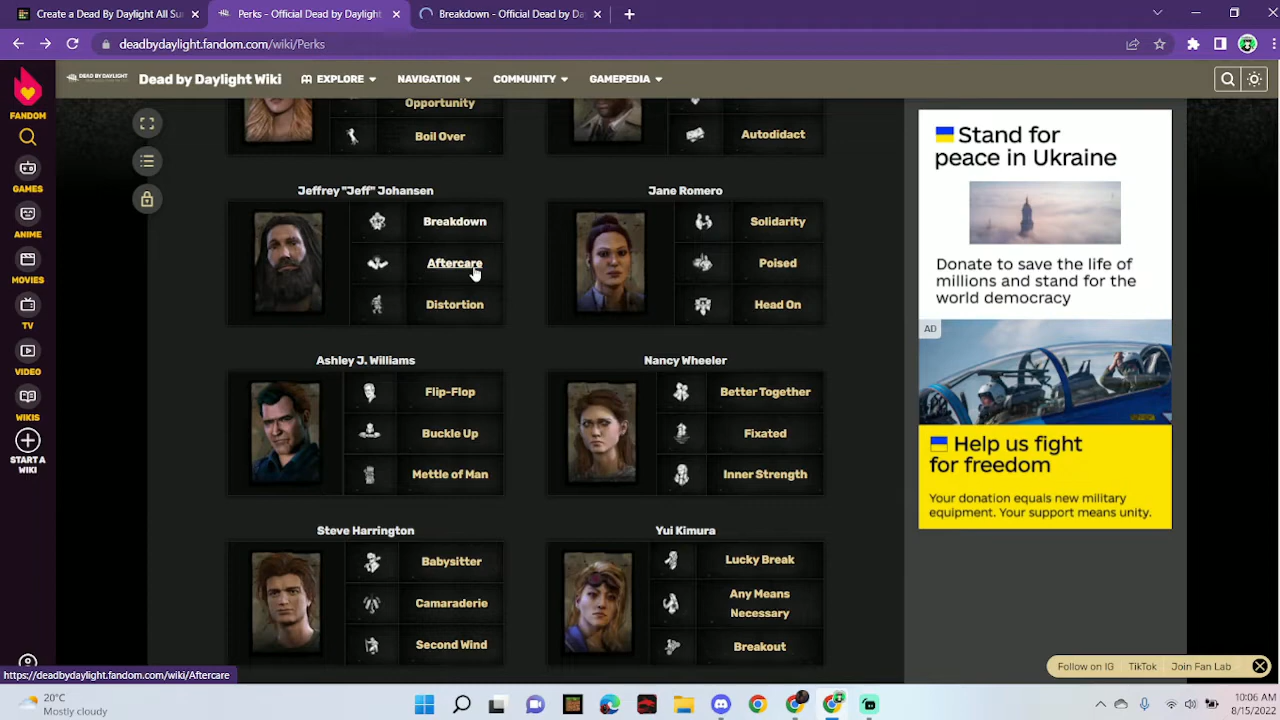 Create All Su
Perks - Official Dead by Daylight Wiki
Breakdown - Official Dead by Da
deadbydaylight.fandom.com/wiki/Perks
DEAD BY DAYLIGHT
Dead by Daylight Wiki
EXPLORE
NAVIGATION
COMMUNITY
GAMEPEDIA
FANDOM
GAMES
ANIME
MOVIES
TV
VIDEO
WIKIS
START A
WIKI
Opportunity
Boil Over
Autodidact
Jeffrey "Jeff" Johansen
Breakdown
Aftercare
Distortion
Jane Romero
Solidarity
Poised
Head On
Ashley J. Williams
Flip-Flop
Buckle Up
Mettle of Man
Nancy Wheeler
Better Together
Fixated
Inner Strength
Steve Harrington
Babysitter
Camaraderie
Second Wind
Yui Kimura
Lucky Break
Any Means
Necessary
Breakout
Stand for
peace in Ukraine
Donate to save the life of
millions and stand for the
world democracy
AD
Help us fight
for freedom
Your donation equals new military
equipment. Your support means unity.
Follow on IG
TikTok
Join Fan Lab
https://deadbydaylight.fandom.com/wiki/Aftercare
20°C
Mostly cloudy
10:06 AM
8/15/2022